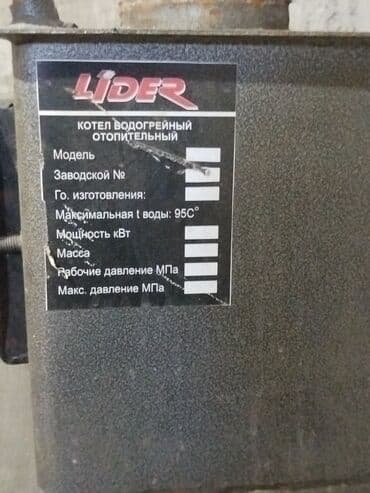 LIDER
КОТЕЛ ВОДОГРЕЙНЫЙ
ОТОПИТЕЛЬНЫЙ
Модель
Заводской №
Го. изготовления:
Максимальная t воды: 95С°
Мощность кВт
Масса
Рабочие давление МПа
Макс. давление МПа